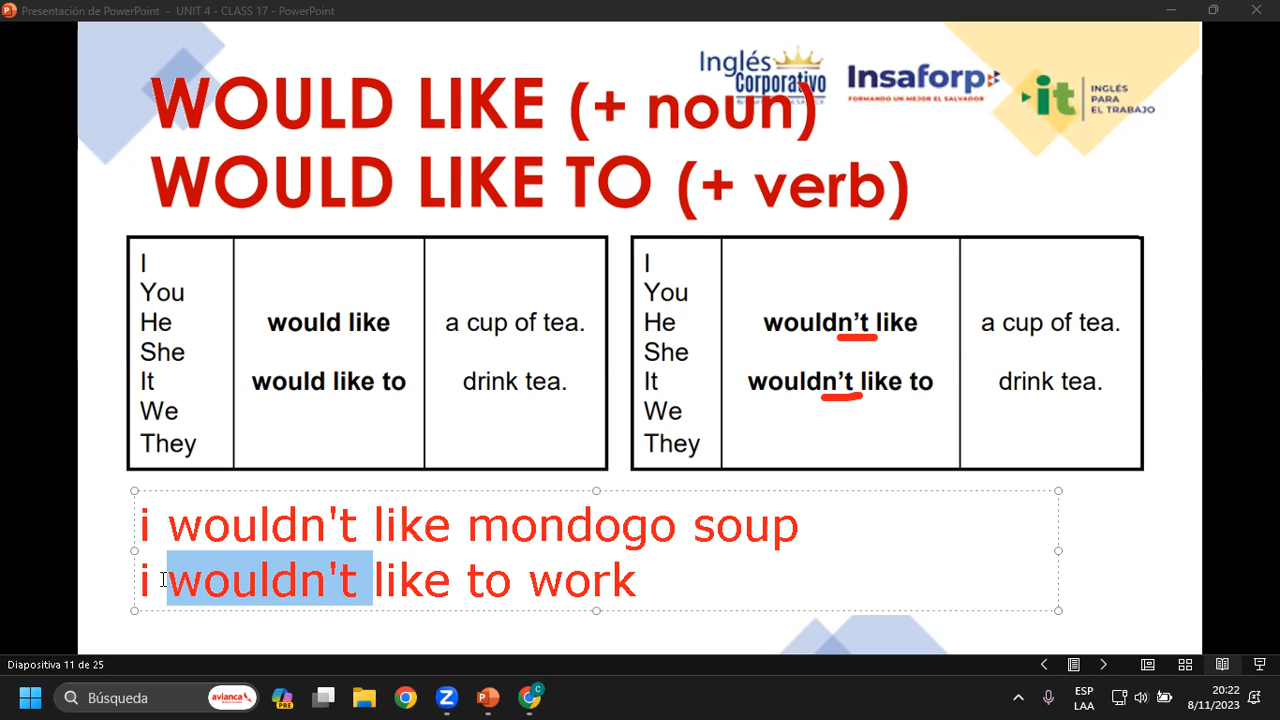 Presentación de PowerPoint - UNIT 4 - CLASS 17 - PowerPoint
Inglés
Corporativo
Insaforp
FORMANDO UN MEJOR EL SALVADOR
it
INGLÉS
PARA
EL TRABAJO
WOULD LIKE (+ noun)
WOULD LIKE TO (+ verb)
I
You
He
She
It
We
They
would like
would like to
a cup of tea.
drink tea.
I
You
He
She
It
We
They
wouldn't like
wouldn't like to
a cup of tea.
drink tea.
i wouldn't like mondogo soup
i wouldn't like to work
Diapositiva 11 de 25
Búsqueda
avianca
PRE
ESP
LAA
20:22
8/11/2023